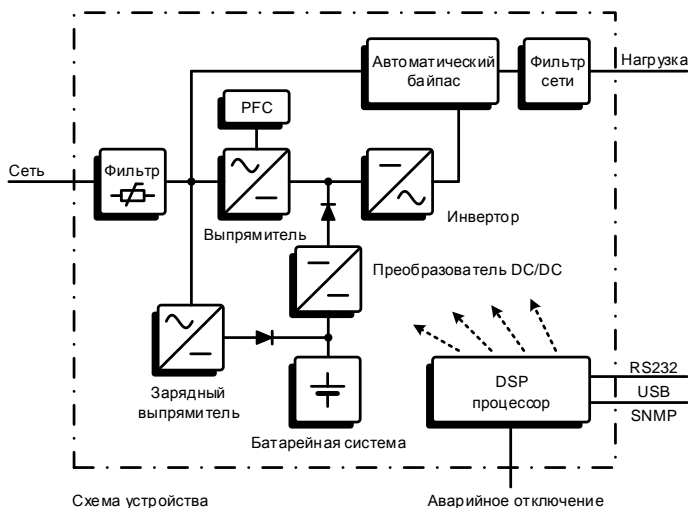 Автоматический
байпас
Фильтр
сети
Нагрузка
PFC
Сеть
Фильтр
Выпрямитель
Инвертор
Преобразователь DC/DC
Зарядный
выпрямитель
Батарейная система
DSP
процессор
RS232
USB
SNMP
Схема устройства
Аварийное отключение